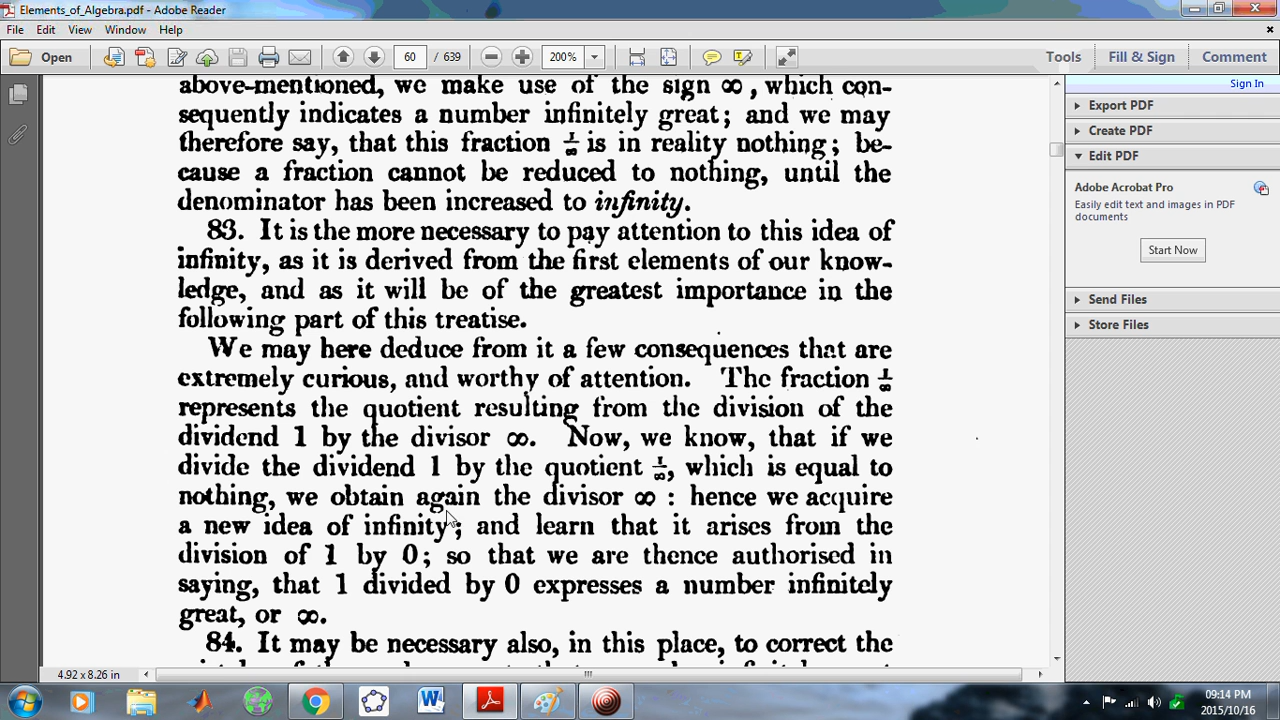 Elements_of_Algebra.pdf - Adobe Reader
File Edit View Window Help
Open 60 / 639 200% Tools Fill & Sign Comment
Sign In
Export PDF
Create PDF
Edit PDF
Adobe Acrobat Pro
Easily edit text and images in PDF
documents
Start Now
Send Files
Store Files
above-mentioned, we make use of the sign ∞, which con-
sequently indicates a number infinitely great; and we may
therefore say, that this fraction 1/∞ is in reality nothing; be-
cause a fraction cannot be reduced to nothing, until the
denominator has been increased to infinity.
83. It is the more necessary to pay attention to this idea of
infinity, as it is derived from the first elements of our know-
ledge, and as it will be of the greatest importance in the
following part of this treatise.
We may here deduce from it a few consequences that are
extremely curious, and worthy of attention. The fraction 1/∞
represents the quotient resulting from the division of the
dividend 1 by the divisor ∞. Now, we know, that if we
divide the dividend 1 by the quotient 1/∞, which is equal to
nothing, we obtain again the divisor ∞ : hence we acquire
a new idea of infinity; and learn that it arises from the
division of 1 by 0; so that we are thence authorised in
saying, that 1 divided by 0 expresses a number infinitely
great, or ∞.
84. It may be necessary also, in this place, to correct the
4.92 x 8.26 in
09:14 PM
2015/10/16